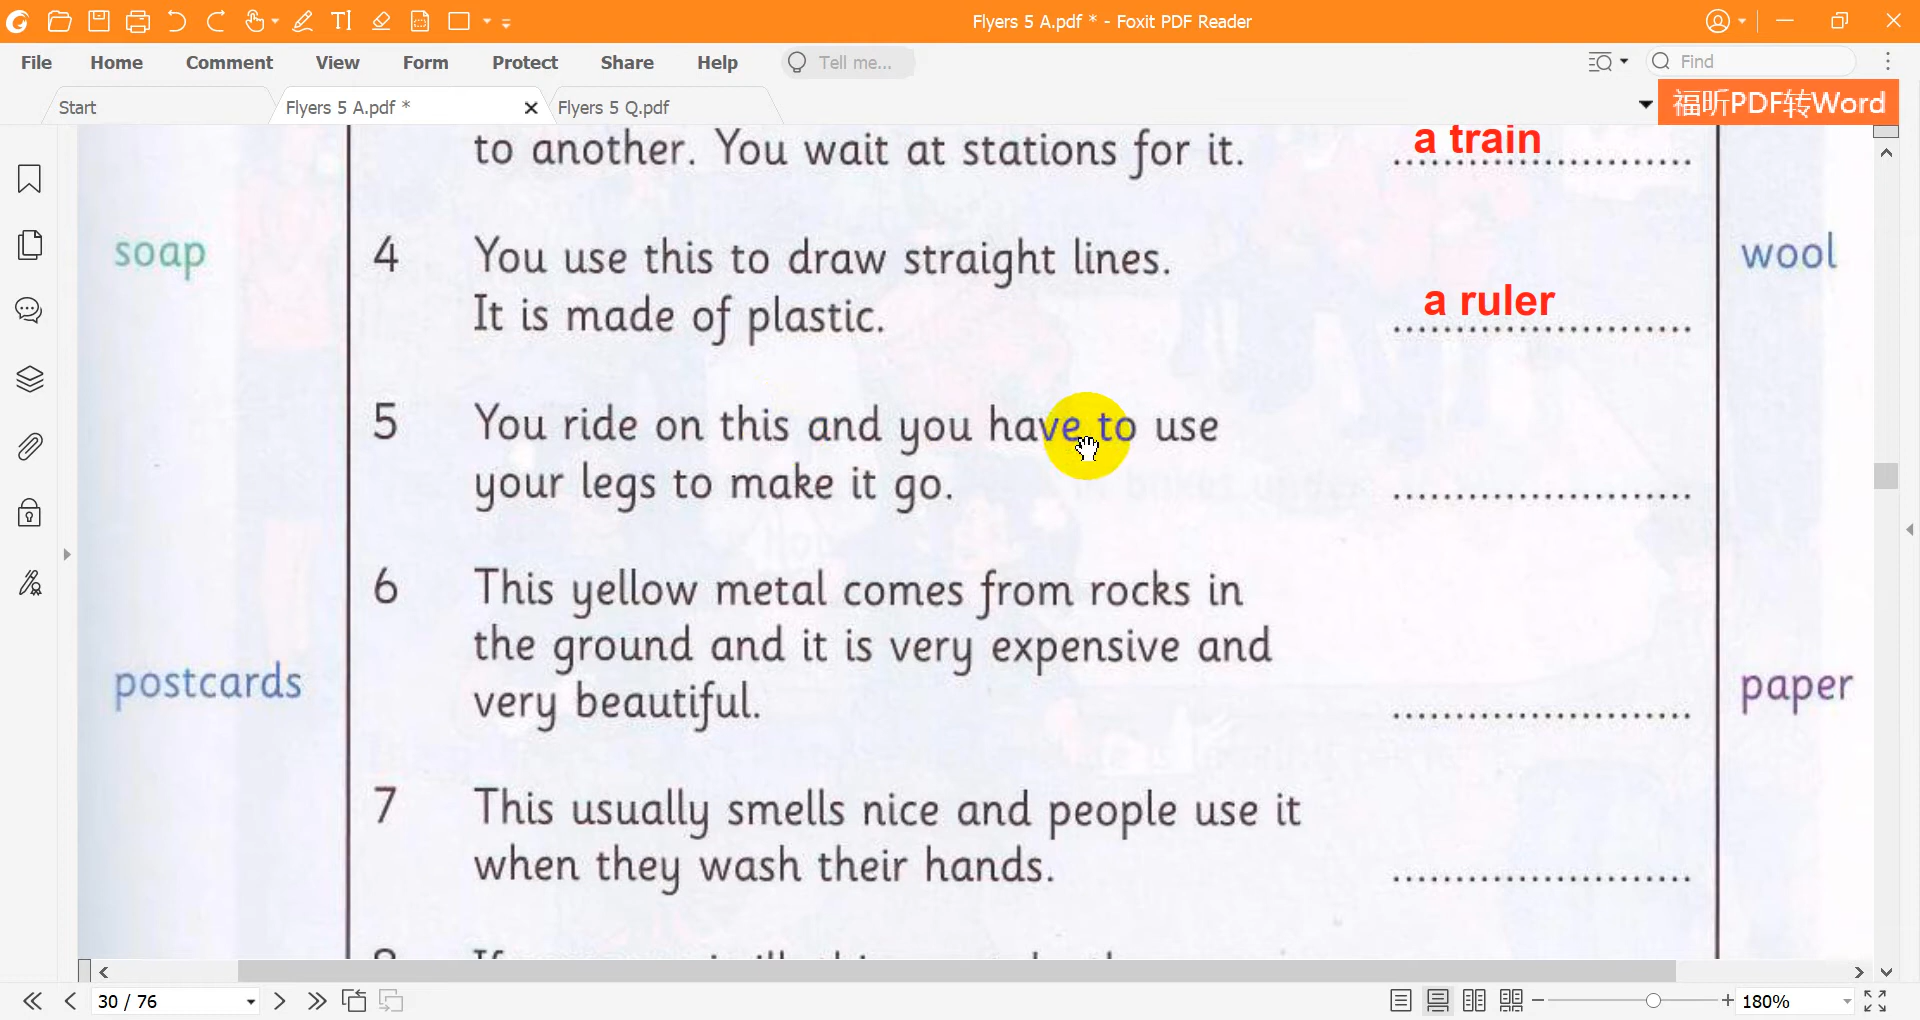 Flyers 5 A.pdf * - Foxit PDF Reader
File Home Comment View Form Protect Share Help Tell me... Find
Start Flyers 5 A.pdf * Flyers 5 Q.pdf 福昕PDF转Word
to another. You wait at stations for it. a train
soap 4 You use this to draw straight lines. wool
It is made of plastic. a ruler
5 You ride on this and you have to use
your legs to make it go.
6 This yellow metal comes from rocks in
the ground and it is very expensive and
postcards very beautiful. paper
7 This usually smells nice and people use it
when they wash their hands.
30 / 76 180%